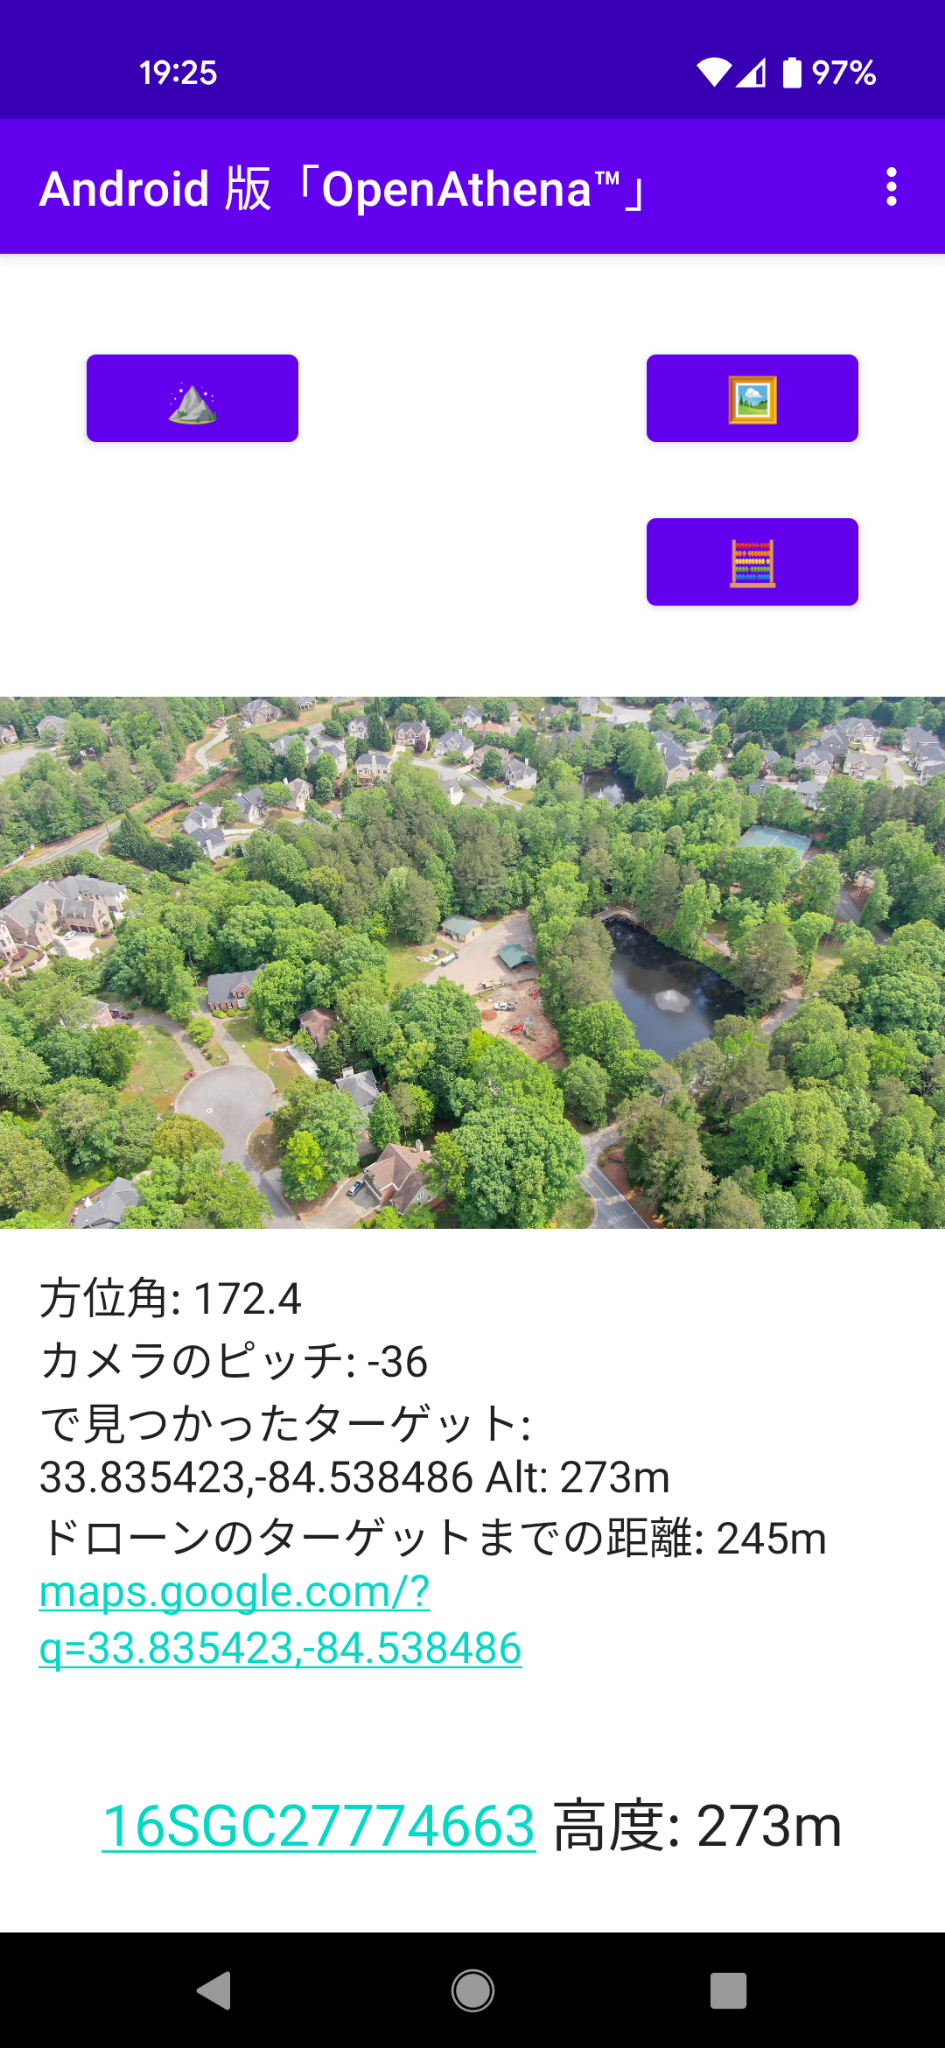 19:25
97%
Android 版「OpenAthena™」
方位角: 172.4
カメラのピッチ: -36
で見つかったターゲット:
33.835423,-84.538486 Alt: 273m
ドローンのターゲットまでの距離: 245m
maps.google.com/?
q=33.835423,-84.538486
16SGC27774663 高度: 273m